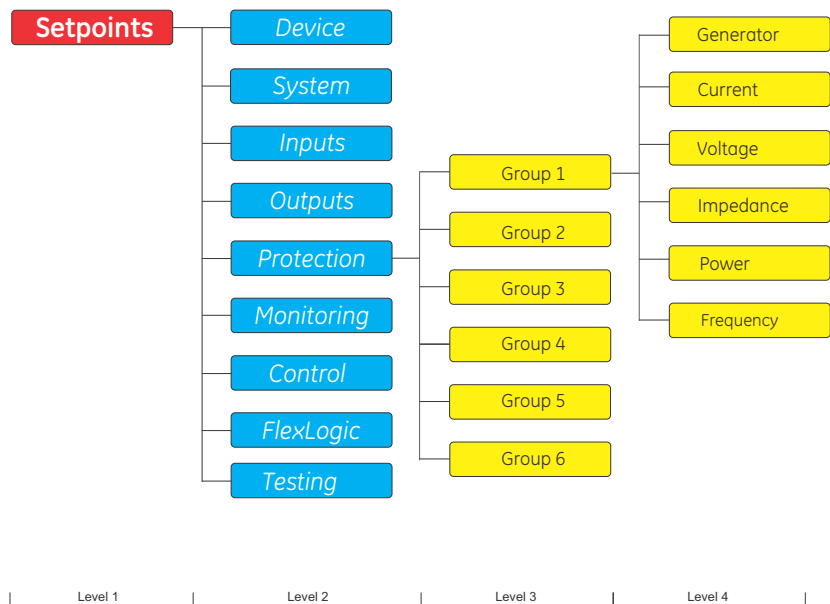 Setpoints
Device
System
Inputs
Outputs
Protection
Monitoring
Control
FlexLogic
Testing
Group 1
Group 2
Group 3
Group 4
Group 5
Group 6
Generator
Current
Voltage
Impedance
Power
Frequency
Level 1
Level 2
Level 3
Level 4